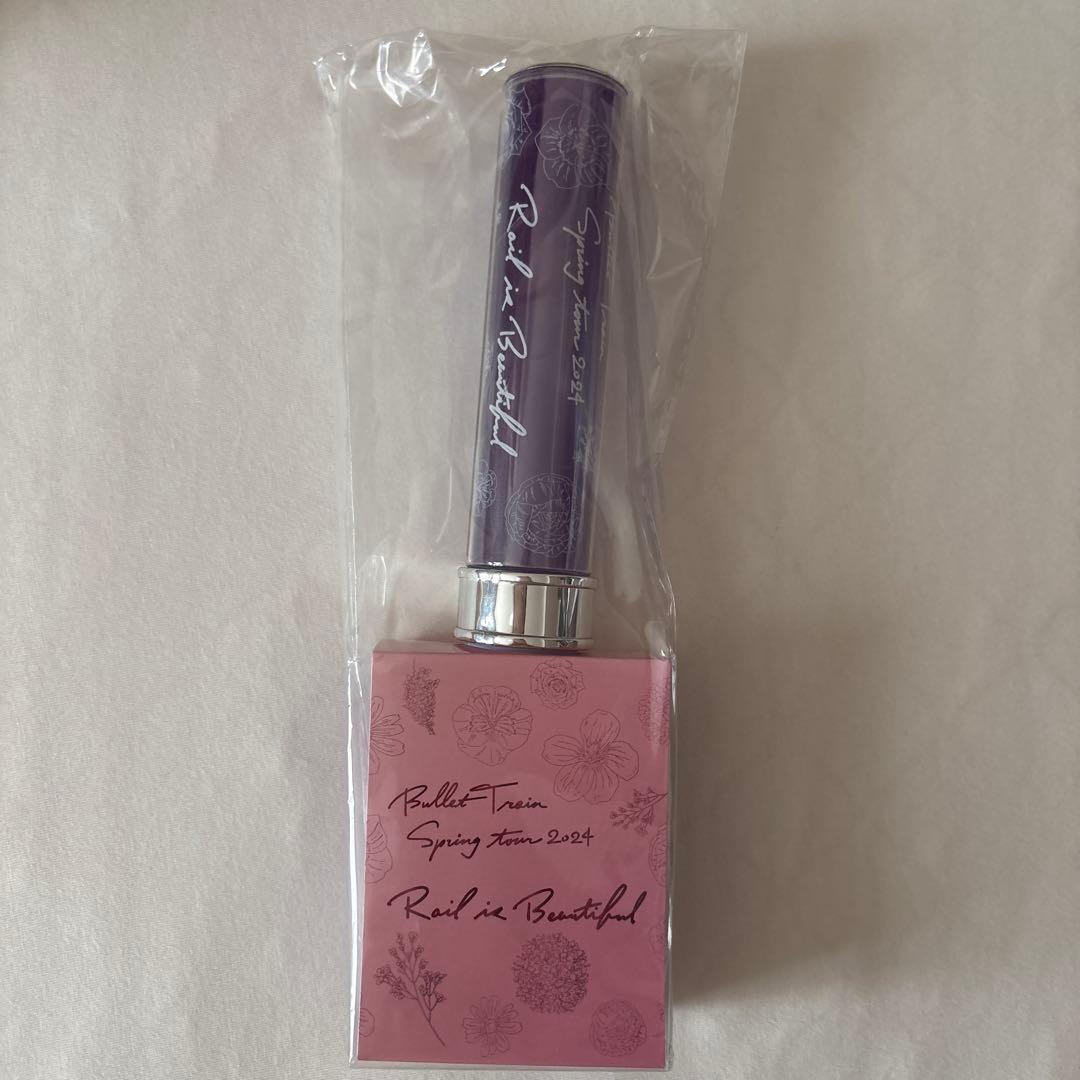 Rail is Beautiful
Spring tour 2024
Bullet Train
Spring tour 2024
Rail is Beautiful